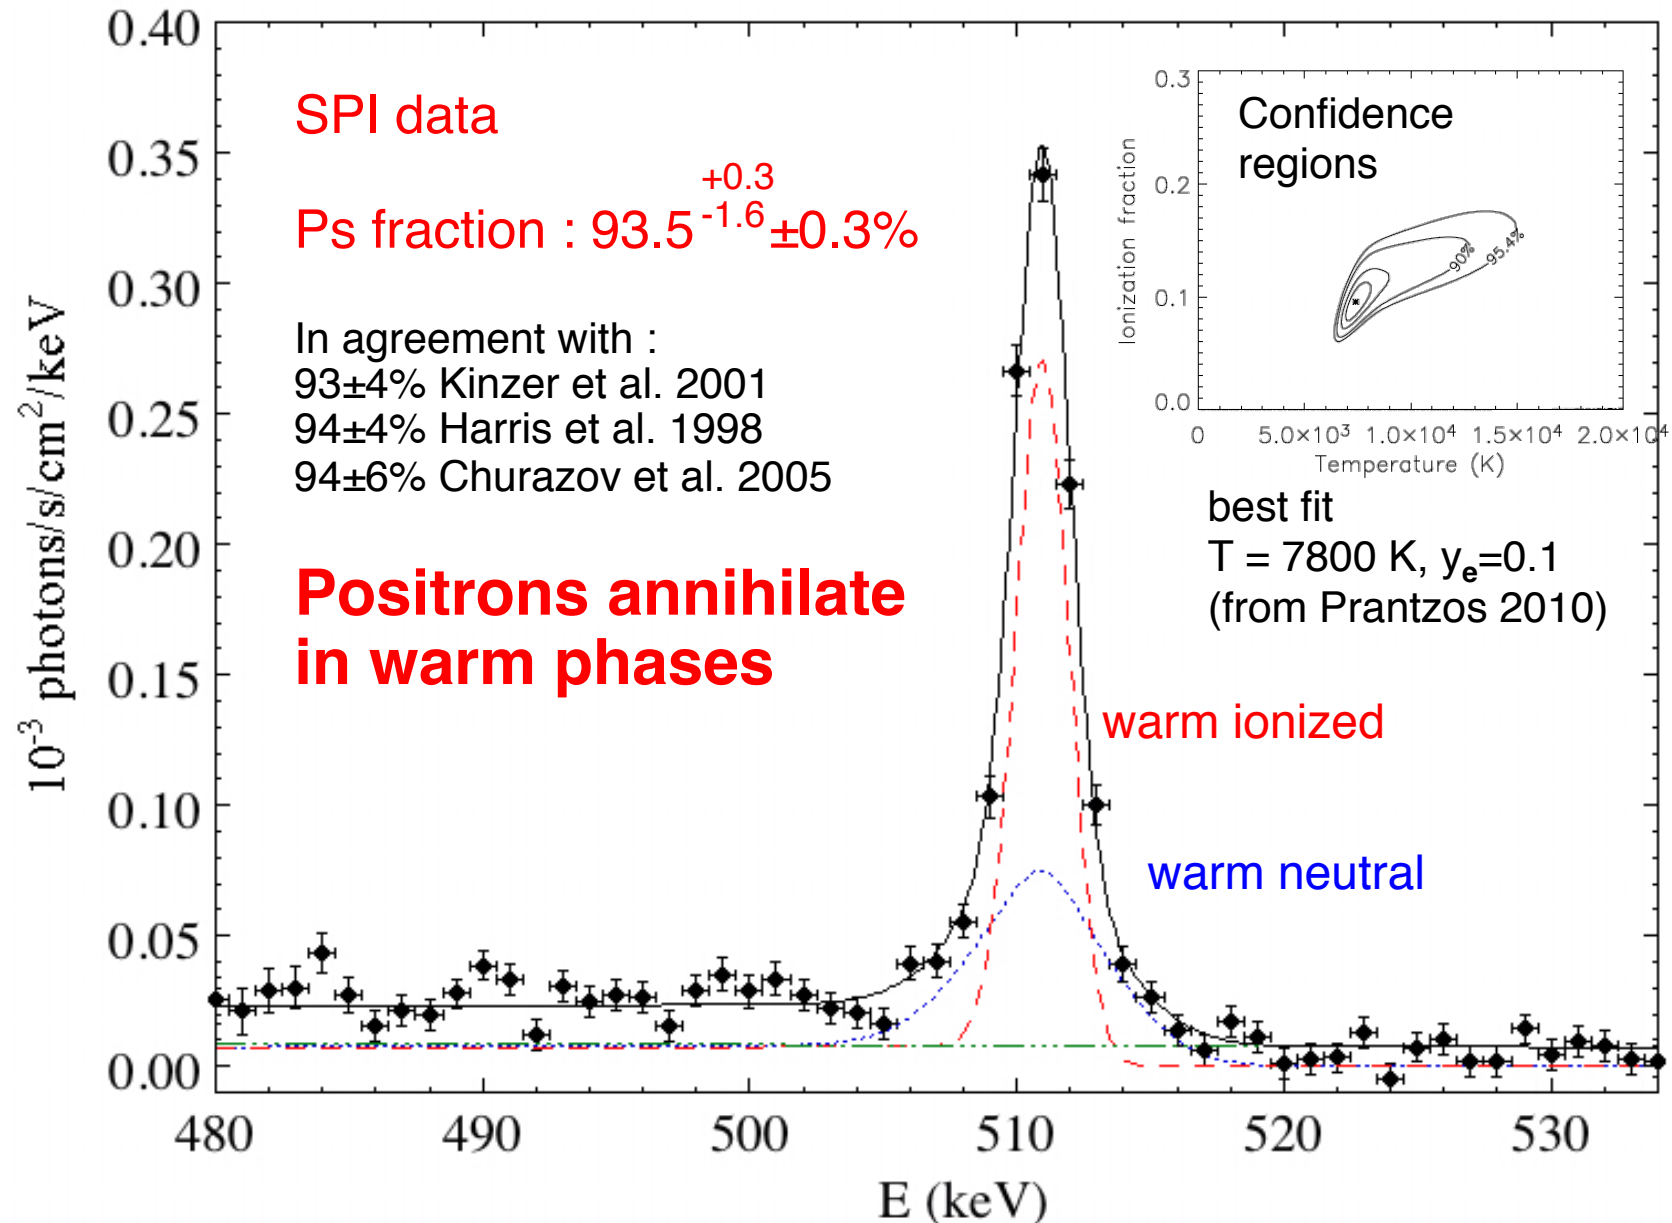 SPI data
+0.3
Ps fraction : 93.5 -1.6 ±0.3%
In agreement with :
93±4% Kinzer et al. 2001
94±4% Harris et al. 1998
94±6% Churazov et al. 2005
Positrons annihilate
in warm phases
Confidence
regions
90%
95.4%
0.3
0.2
0.1
0.0
Ionization fraction
0 5.0×10³ 1.0×10⁴ 1.5×10⁴ 2.0×10⁴
Temperature (K)
best fit
T = 7800 K, yₑ=0.1
(from Prantzos 2010)
warm ionized
warm neutral
0.40
0.35
0.30
0.25
0.20
0.15
0.10
0.05
0.00
10⁻³ photons/s/cm²/keV
480 490 500 510 520 530
E (keV)